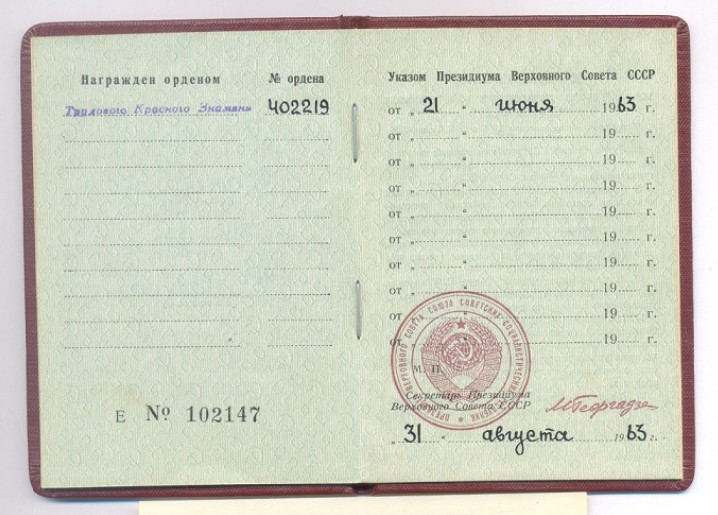 Награжден орденом № ордена
Трудового Красного Знамени 402219
Е № 102147
Указом Президиума Верховного Совета СССР
от „ 21 “ июня 1963 г.
от „ “ 19 г.
от „ “ 19 г.
от „ “ 19 г.
от „ “ 19 г.
от „ “ 19 г.
от „ “ 19 г.
от „ “ 19 г.
от „ “ 19 г.
от „ “ 19 г.
М. П.
Секретарь Президиума
Верховного Совета СССР
МГеоргадзе
„ 31 “ августа 1963 г.